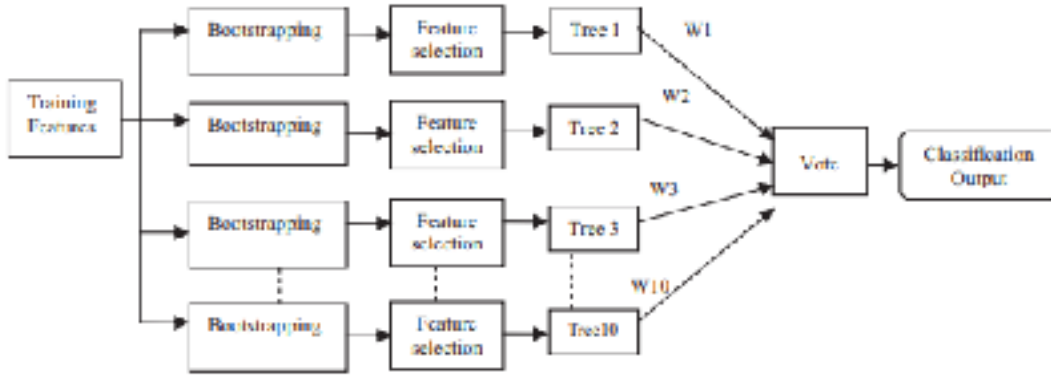 Training
Features
Bootstrapping
Feature
selection
Tree 1
W1
Bootstrapping
Feature
selection
Tree 2
W2
Bootstrapping
Feature
selection
Tree 3
W3
Bootstrapping
Feature
selection
Tree10
W10
Vote
Classification
Output